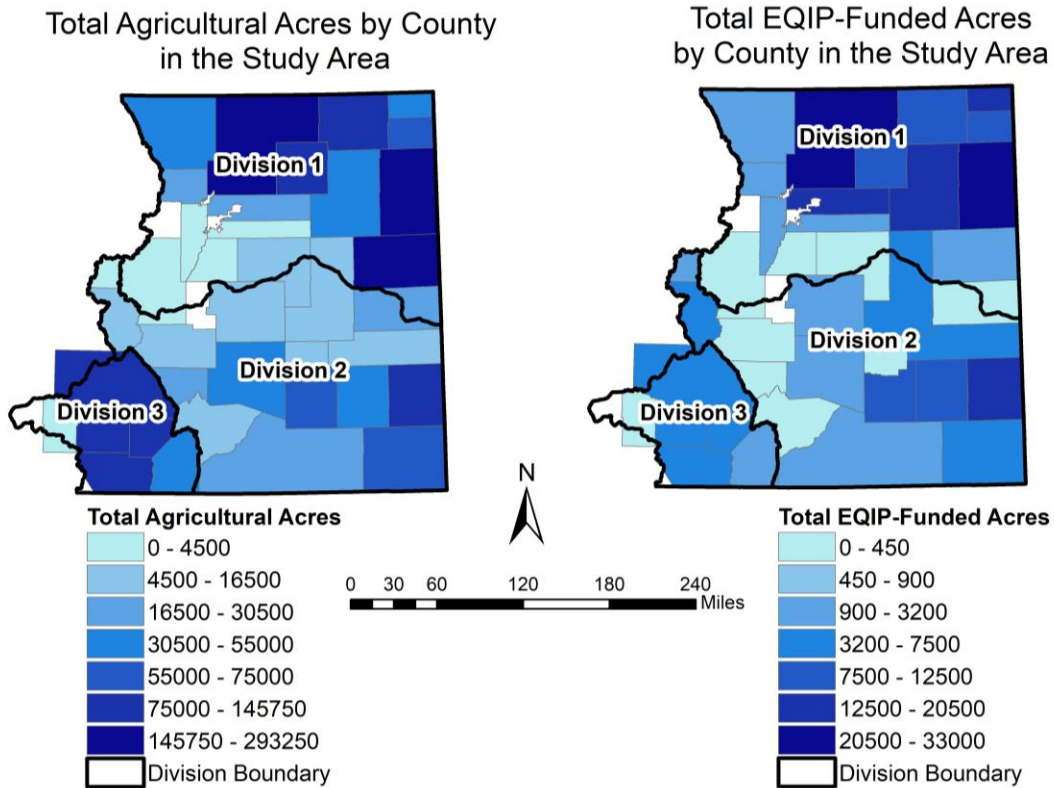 Total Agricultural Acres by County
in the Study Area
Division 1
Division 2
Division 3
Total Agricultural Acres
0 - 4500
4500 - 16500
16500 - 30500
30500 - 55000
55000 - 75000
75000 - 145750
145750 - 293250
Division Boundary
N
0 30 60 120 180 240
Miles
Total EQIP-Funded Acres
by County in the Study Area
Division 1
Division 2
Division 3
Total EQIP-Funded Acres
0 - 450
450 - 900
900 - 3200
3200 - 7500
7500 - 12500
12500 - 20500
20500 - 33000
Division Boundary